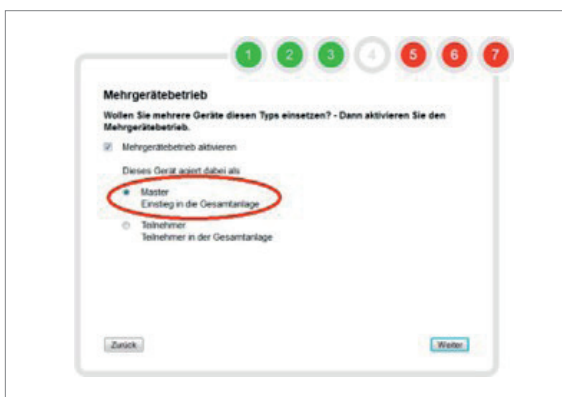 1 2 3 4 5 6 7
Mehrgerätebetrieb
Wollen Sie mehrere Geräte diesen Typs einsetzen? - Dann aktivieren Sie den
Mehrgerätebetrieb.
Mehrgerätebetrieb aktivieren
Dieses Gerät agiert dabei als
Master
Einstieg in die Gesamtanlage
Teilnehmer
Teilnehmer in der Gesamtanlage
Zurück
Weiter